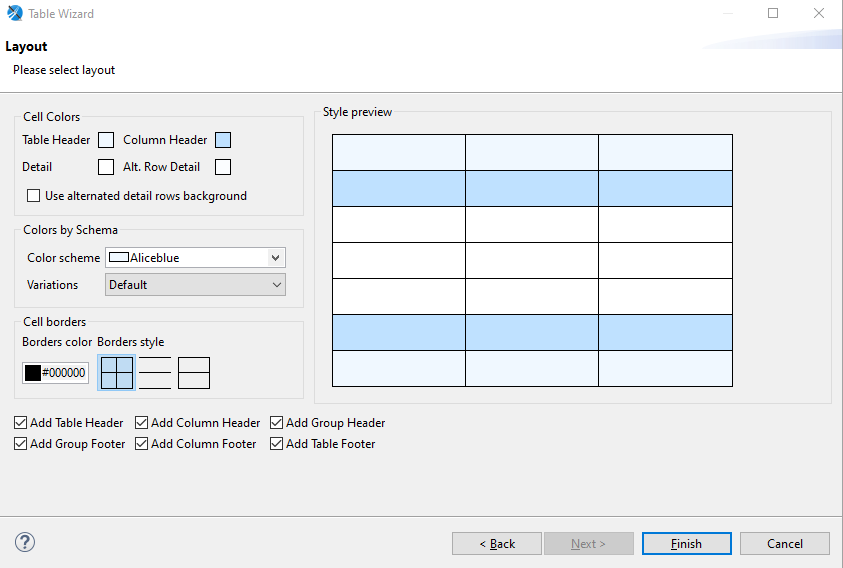 Table Wizard
Layout
Please select layout
Cell Colors
Table Header Column Header
Detail Alt. Row Detail
Use alternated detail rows background
Colors by Schema
Color scheme Aliceblue
Variations Default
Cell borders
Borders color Borders style
#000000
Style preview
Add Table Header Add Column Header Add Group Header
Add Group Footer Add Column Footer Add Table Footer
? < Back Next > Finish Cancel